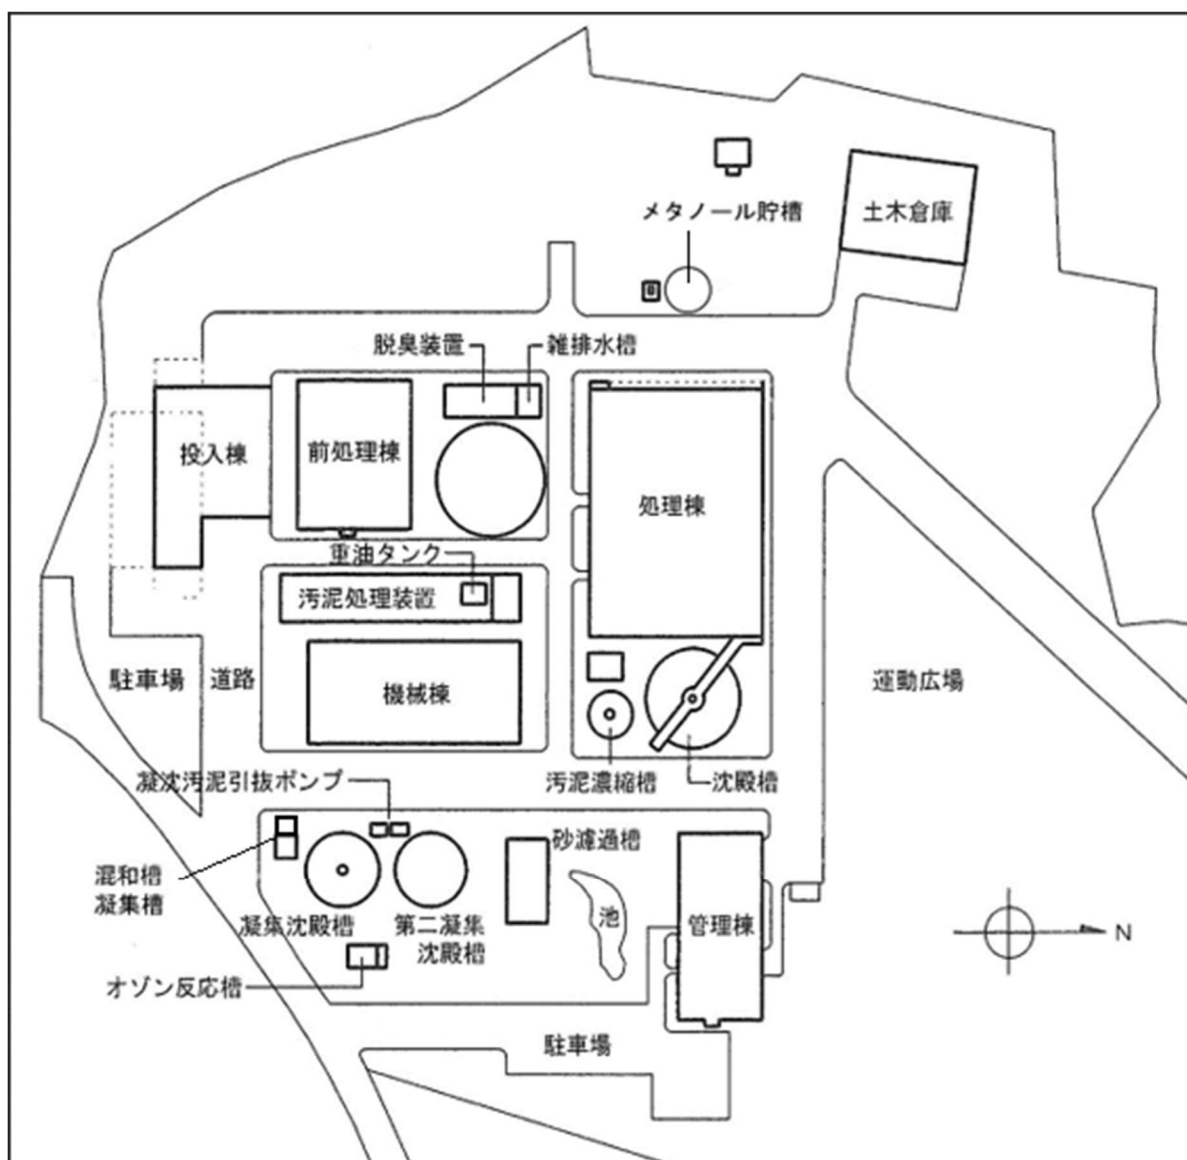 メタノール貯槽
土木倉庫
脱臭装置
雑排水槽
投入棟
前処理棟
処理棟
重油タンク
汚泥処理装置
駐車場
道路
機械棟
運動広場
凝沈汚泥引抜ポンプ
汚泥濃縮槽
沈殿槽
砂濾過槽
混和槽
凝集槽
凝集沈殿槽
第二凝集
沈殿槽
池
管理棟
N
オゾン反応槽
駐車場